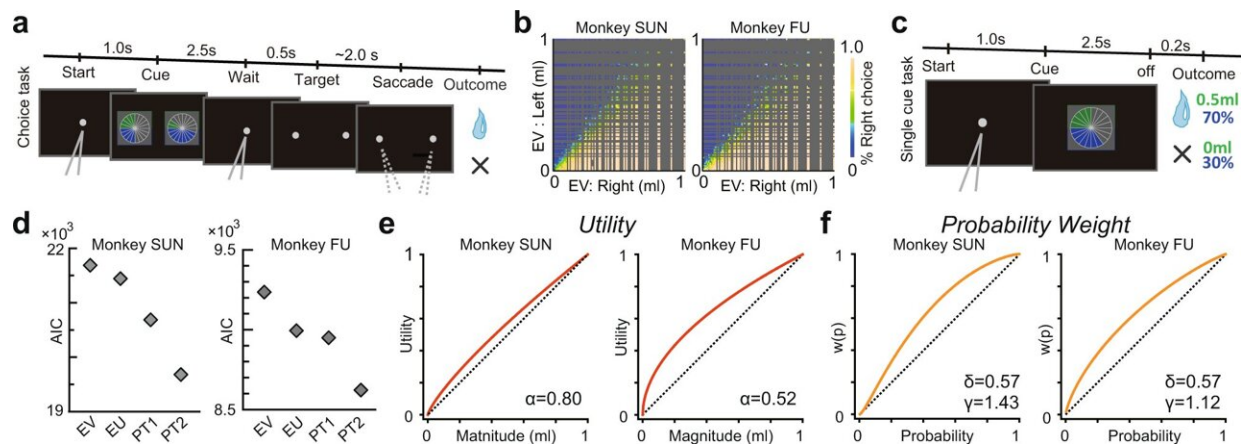 a
Choice task
1.0s
2.5s
0.5s
~2.0 s
Start
Cue
Wait
Target
Saccade
Outcome
b
Monkey SUN
Monkey FU
1
EV : Left (ml)
0
0
EV: Right (ml)
1
0
EV: Right (ml)
1
1.0
% Right choice
0
c
Single cue task
1.0s
2.5s
0.2s
Start
Cue
off
Outcome
0.5ml
70%
0ml
30%
d
×10³
Monkey SUN
22
AIC
19
EV
EU
PT1
PT2
×10³
Monkey FU
9.5
AIC
8.5
EV
EU
PT1
PT2
e
Utility
Monkey SUN
1
Utility
0
α=0.80
0
Matnitude (ml)
1
Monkey FU
1
Utility
0
α=0.52
0
Magnitude (ml)
1
f
Probability Weight
Monkey SUN
1
w(p)
0
δ=0.57
γ=1.43
0
Probability
1
Monkey FU
1
w(p)
0
δ=0.57
γ=1.12
0
Probability
1